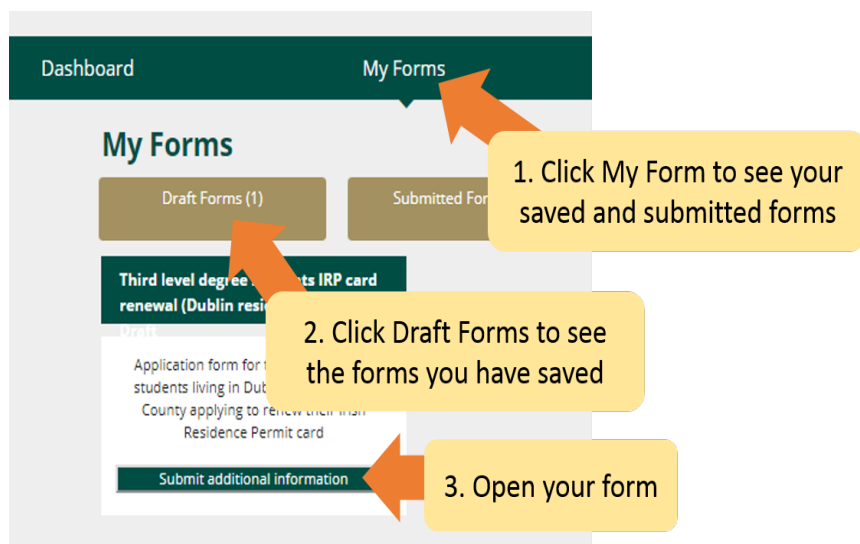 Dashboard
My Forms
My Forms
Draft Forms (1)
Submitted For
1. Click My Form to see your
saved and submitted forms
Third level degree ts IRP card
renewal (Dublin resi
Draft
2. Click Draft Forms to see
the forms you have saved
Application form for
students living in Dub
County applying to renew their Irish
Residence Permit card
Submit additional information
3. Open your form